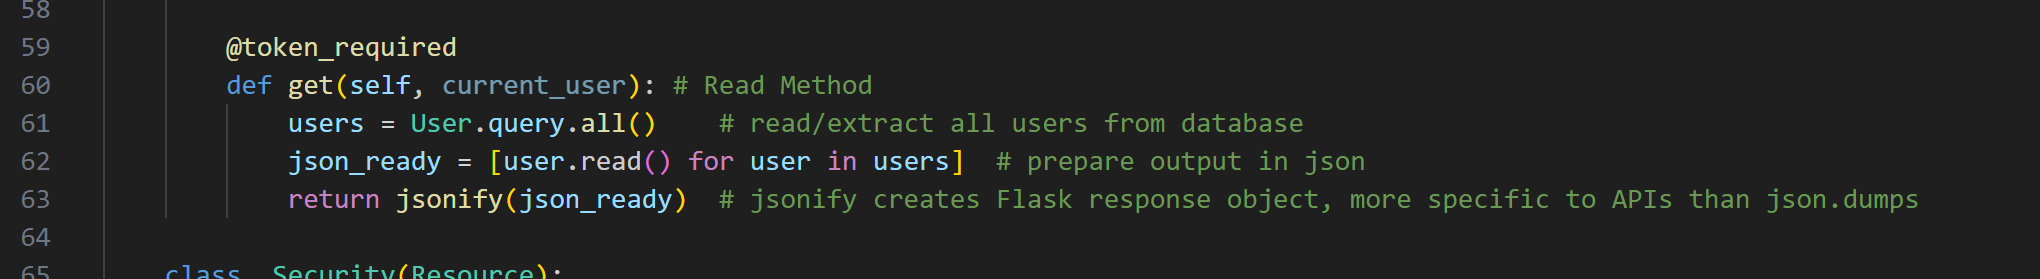 58
59 @token_required
60 def get(self, current_user): # Read Method
61 users = User.query.all() # read/extract all users from database
62 json_ready = [user.read() for user in users] # prepare output in json
63 return jsonify(json_ready) # jsonify creates Flask response object, more specific to APIs than json.dumps
64
65 class _Security(Resource):